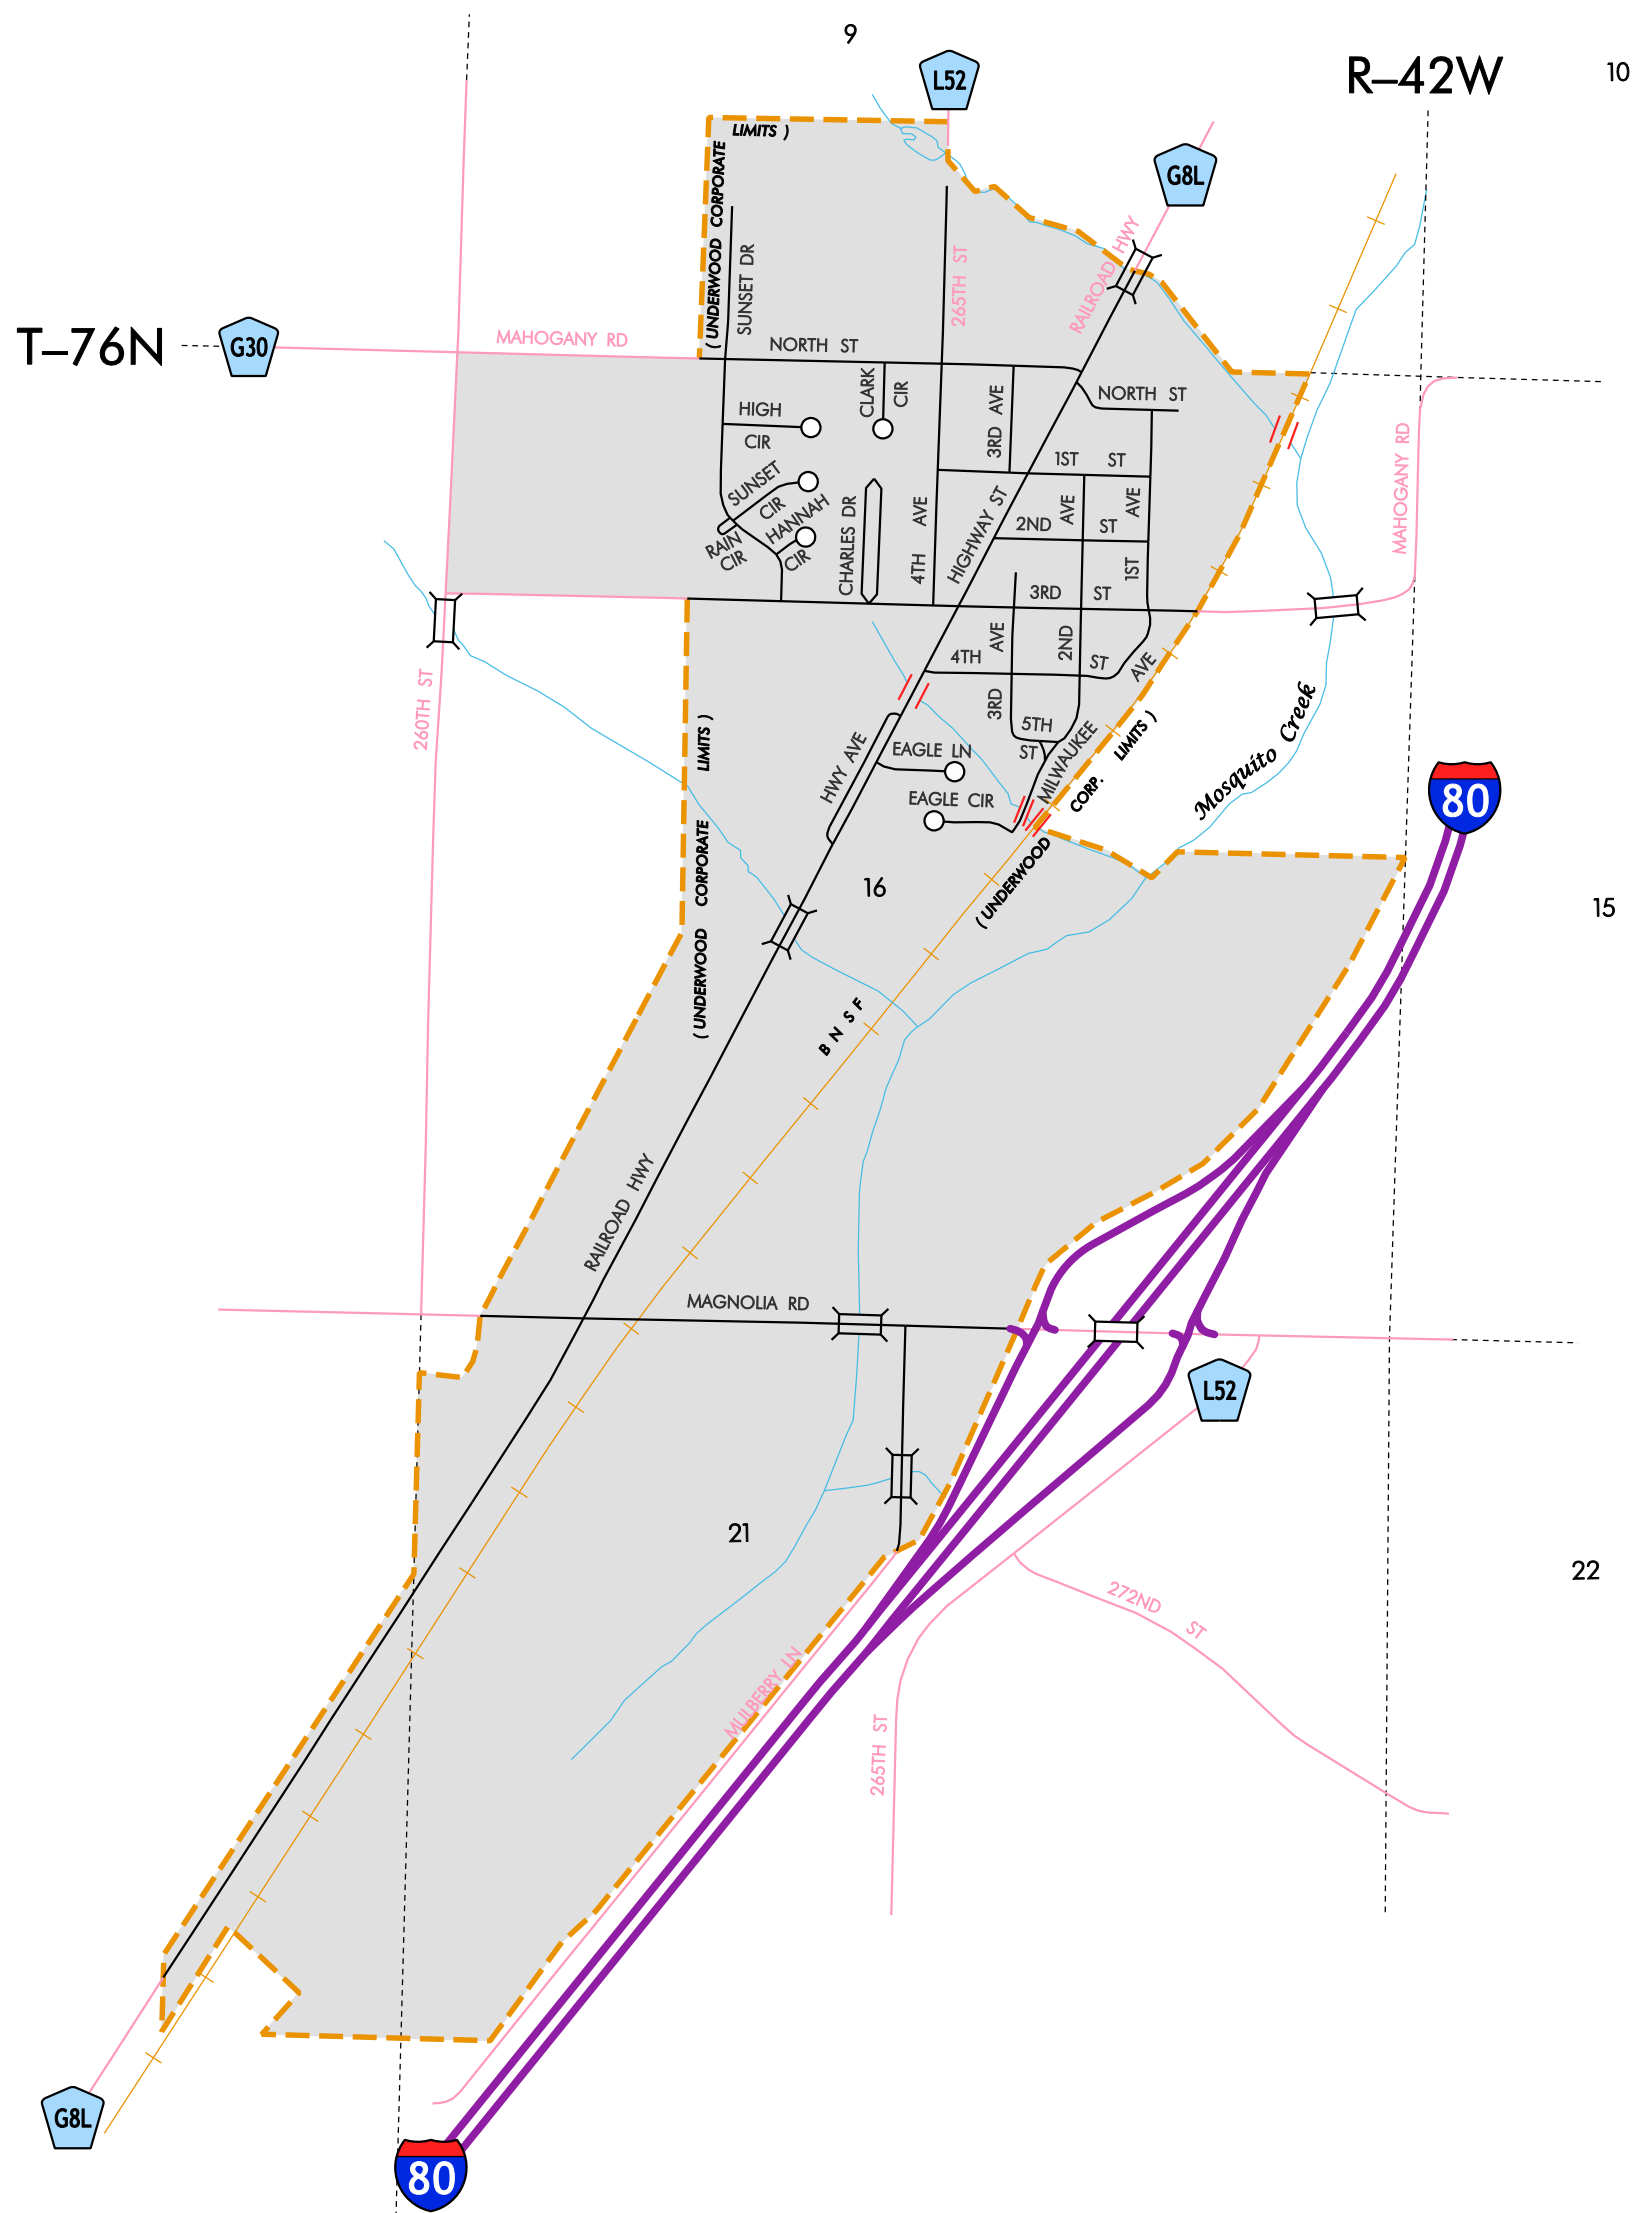 9
L52
R–42W
10
LIMITS )
( UNDERWOOD CORPORATE
G8L
RAILROAD HWY
SUNSET DR
265TH ST
T–76N
G30
MAHOGANY RD
NORTH ST
CLARK
CIR
3RD AVE
NORTH ST
HIGH
CIR
MAHOGANY RD
1ST ST
SUNSET
CIR
HANNAH
CIR
RAIN
CIR
CHARLES DR
4TH AVE
HIGHWAY ST
2ND ST
2ND AVE
1ST AVE
3RD ST
3RD AVE
4TH ST
5TH
ST
MILWAUKEE AVE
260TH ST
( UNDERWOOD CORPORATE LIMITS )
HWY AVE
EAGLE LN
EAGLE CIR
( UNDERWOOD CORP. LIMITS )
Mosquito Creek
80
16
15
B N S F
RAILROAD HWY
MAGNOLIA RD
L52
21
22
272ND ST
MULBERRY LN
265TH ST
G8L
80